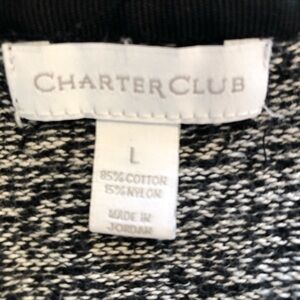 CHARTER CLUB
L
85% COTTON
15% NYLON
MADE IN
JORDAN